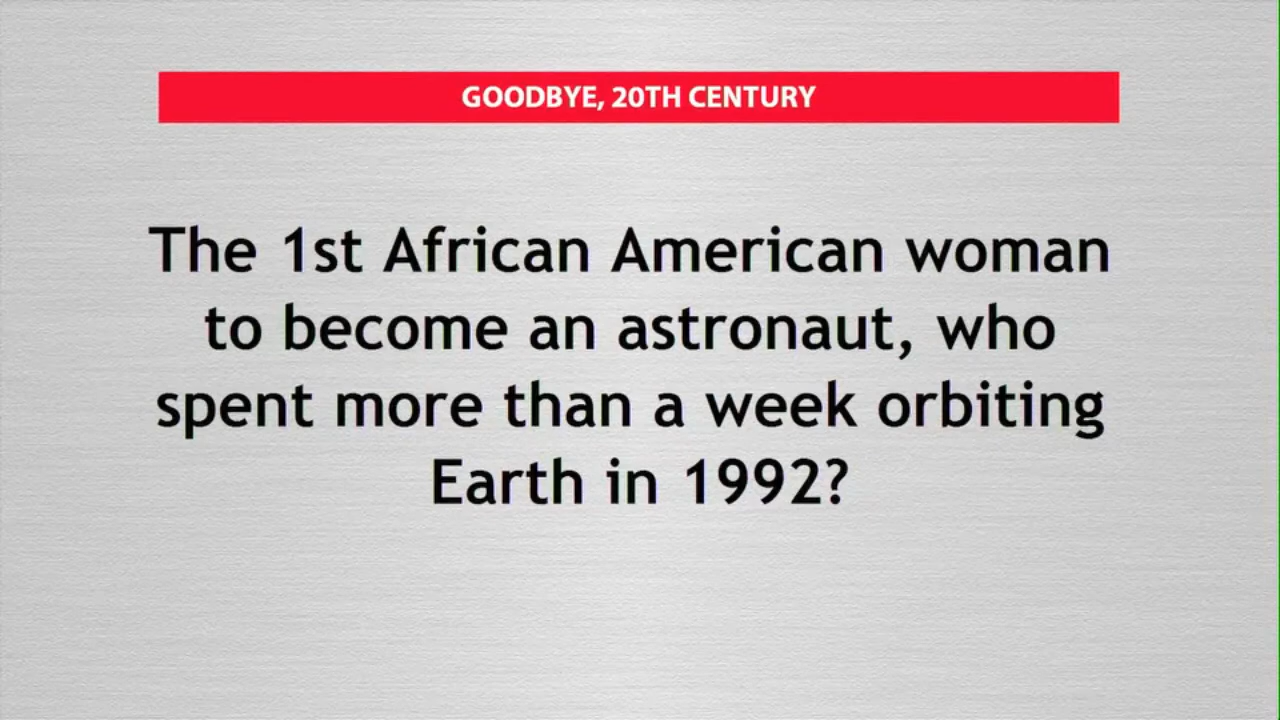 GOODBYE, 20TH CENTURY
The 1st African American woman
to become an astronaut, who
spent more than a week orbiting
Earth in 1992?